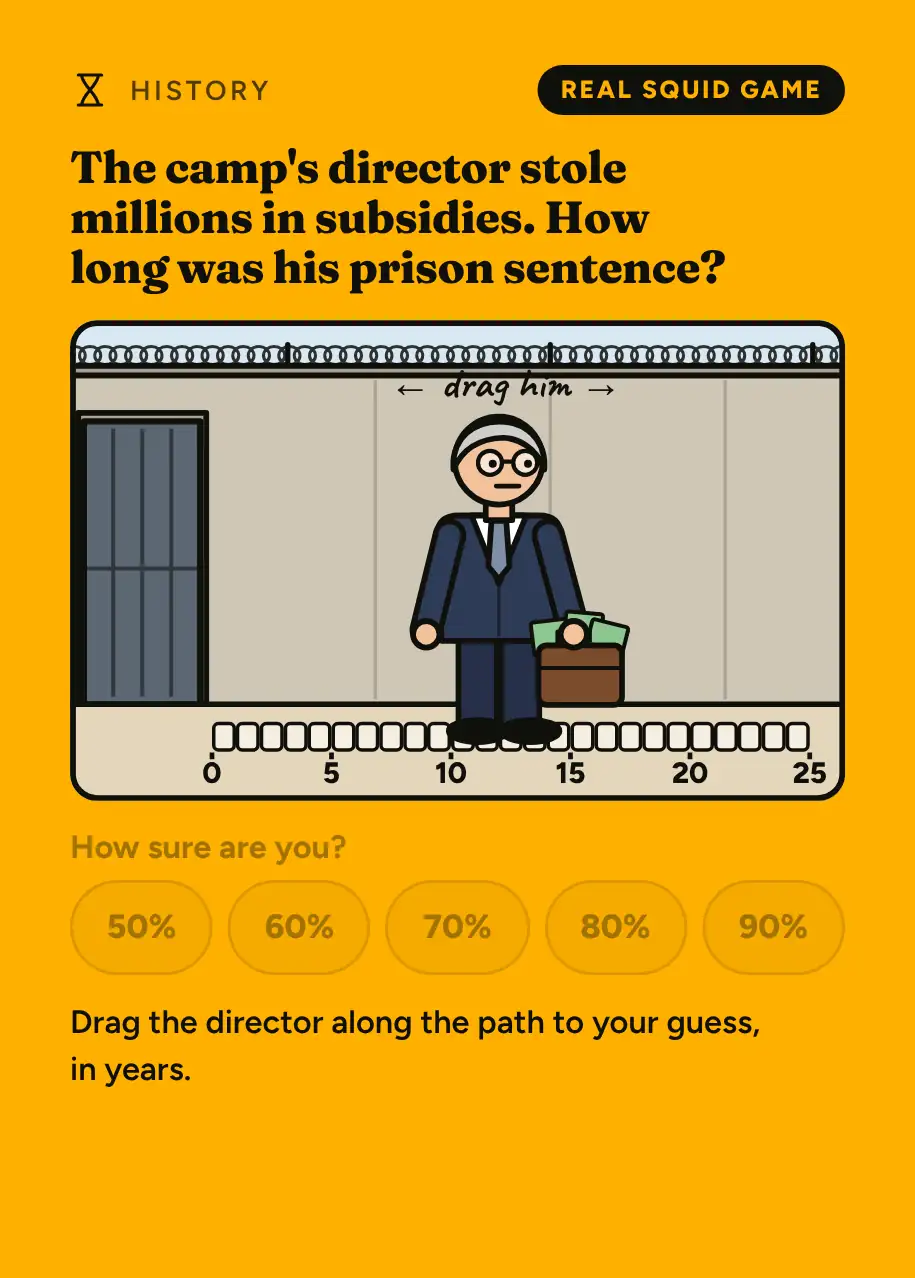 HISTORY
REAL SQUID GAME
The camp's director stole
millions in subsidies. How
long was his prison sentence?
← drag him →
0 5 10 15 20 25
How sure are you?
50% 60% 70% 80% 90%
Drag the director along the path to your guess,
in years.